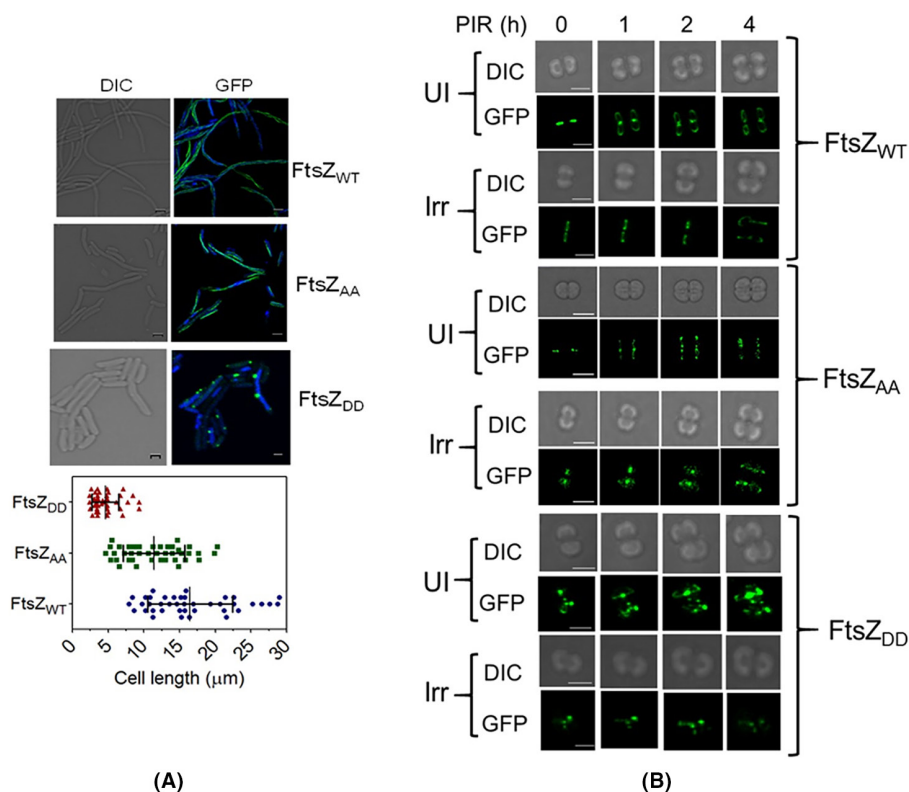 DIC GFP
FtsZWT
FtsZAA
FtsZDD
FtsZDD
FtsZAA
FtsZWT
0 5 10 15 20 25 30
Cell length (μm)
(A)
PIR (h) 0 1 2 4
UI DIC
GFP
FtsZWT
Irr DIC
GFP
UI DIC
GFP
FtsZAA
Irr DIC
GFP
UI DIC
GFP
FtsZDD
Irr DIC
GFP
(B)